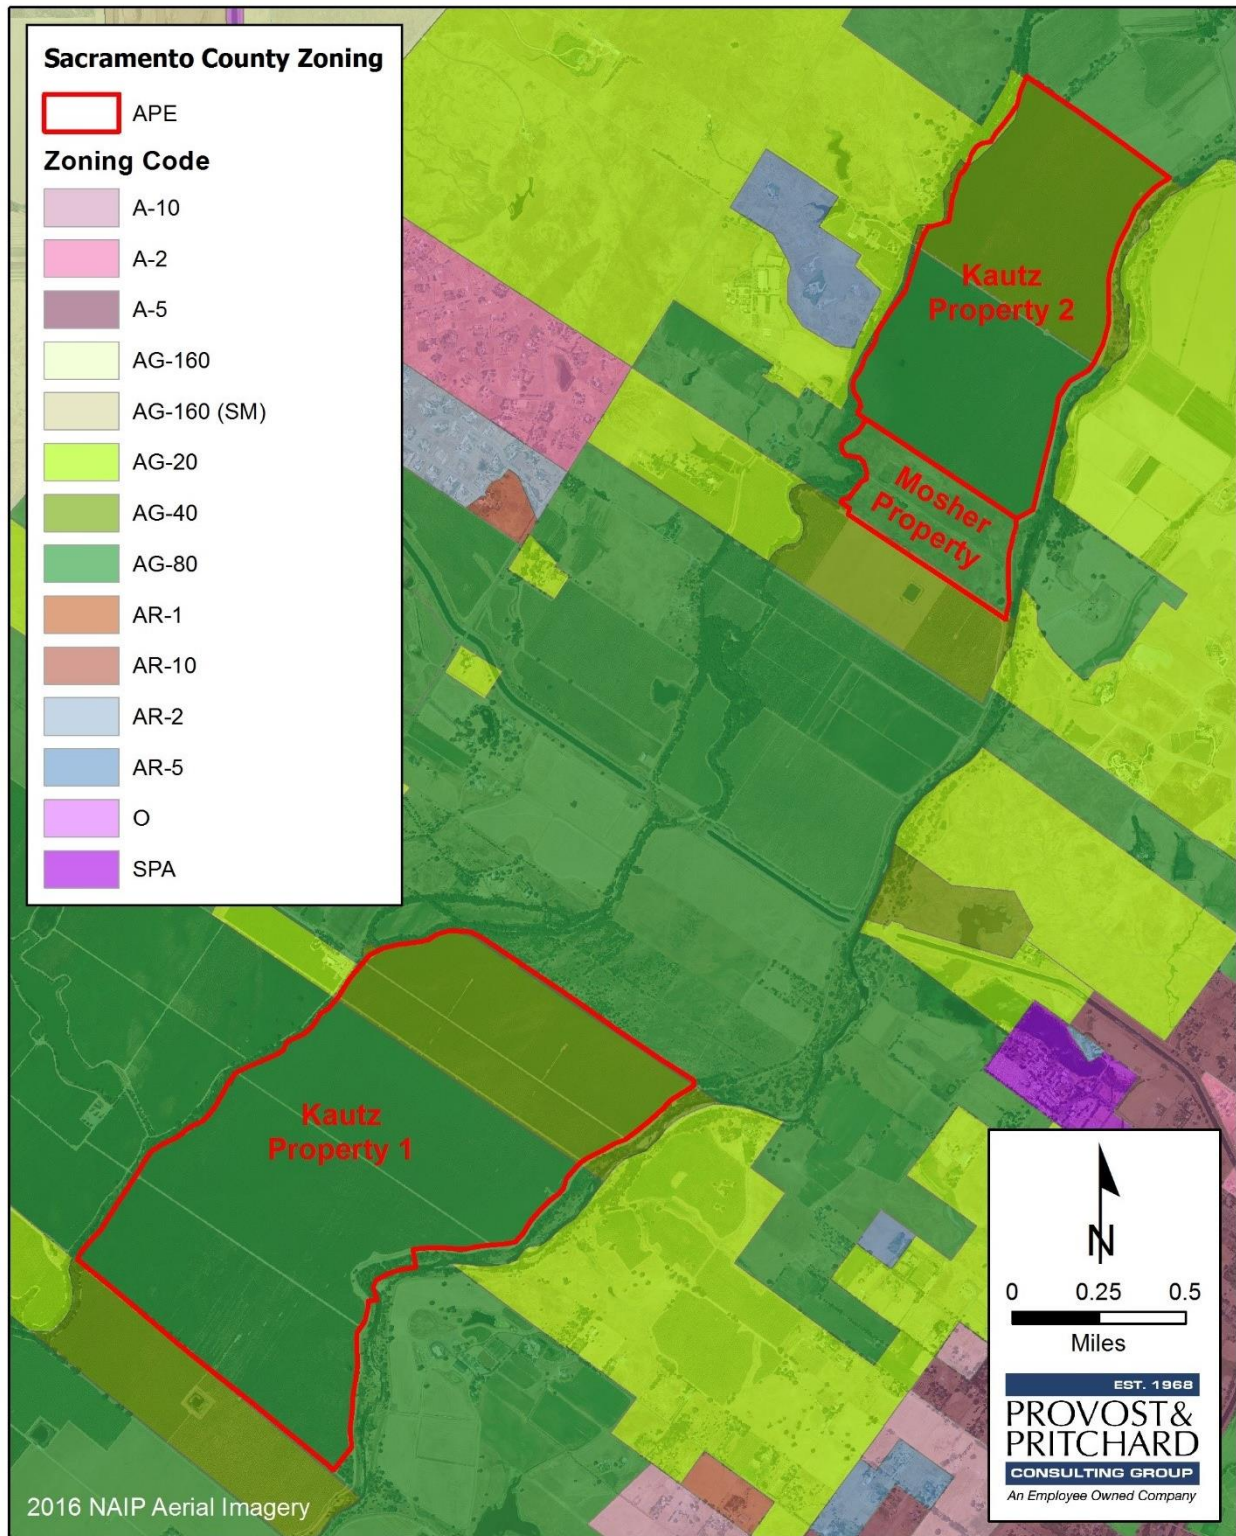 Sacramento County Zoning
APE
Zoning Code
A-10
A-2
A-5
AG-160
AG-160 (SM)
AG-20
AG-40
AG-80
AR-1
AR-10
AR-2
AR-5
O
SPA
Kautz
Property 2
Mosher
Property
Kautz
Property 1
N
0 0.25 0.5
Miles
EST. 1968
PROVOST&
PRITCHARD
CONSULTING GROUP
An Employee Owned Company
2016 NAIP Aerial Imagery